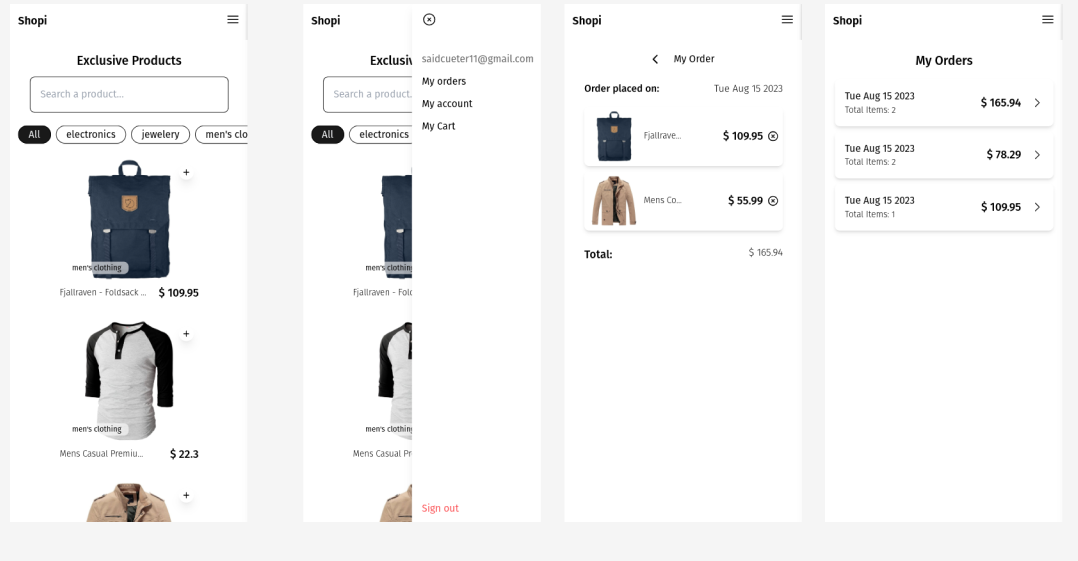 Shopi
Exclusive Products
Search a product...
All electronics jewelery men's clo
+
men's clothing
Fjallraven - Foldsack ... $ 109.95
+
men's clothing
Mens Casual Premiu... $ 22.3
+
Shopi
Exclusiv
Search a prod
All electronics
men's clothing
Fjallraven - Fold
men's clothing
Mens Casual Pr
saidcueter11@gmail.com
My orders
My account
My Cart
Sign out
Shopi
My Order
Order placed on: Tue Aug 15 2023
Fjallrave... $ 109.95
Mens Co... $ 55.99
Total: $ 165.94
Shopi
My Orders
Tue Aug 15 2023
Total Items: 2
$ 165.94
Tue Aug 15 2023
Total Items: 2
$ 78.29
Tue Aug 15 2023
Total Items: 1
$ 109.95